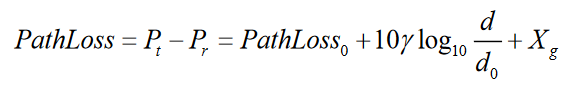 PathLoss = P_t − P_r = PathLoss_0 + 10γ log_10 d/d_0 + X_g